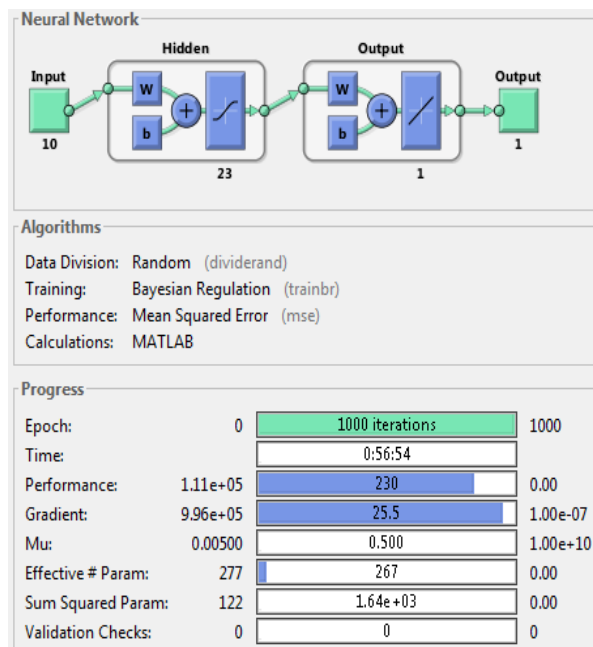 Neural Network
Hidden
Output
Input
Output
W
W
b
b
10
23
1
1
Algorithms
Data Division: Random (dividerand)
Training: Bayesian Regulation (trainbr)
Performance: Mean Squared Error (mse)
Calculations: MATLAB
Progress
Epoch: 0 1000 iterations 1000
Time: 0:56:54
Performance: 1.11e+05 230 0.00
Gradient: 9.96e+05 25.5 1.00e-07
Mu: 0.00500 0.500 1.00e+10
Effective # Param: 277 267 0.00
Sum Squared Param: 122 1.64e+03 0.00
Validation Checks: 0 0 0